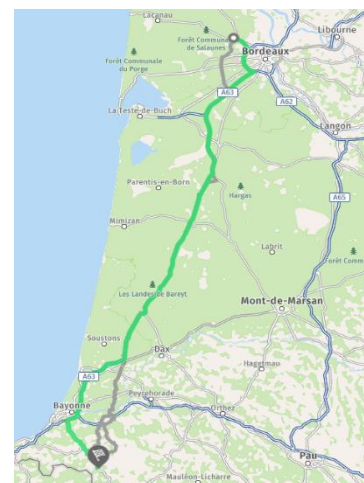 Lacanau
Libourne
Forêt Commun
de Salaunes
Bordeaux
Forêt Communale
du Porge
A63
A62
La Teste-de-Buch
Langon
Parentis-en-Born
Hargas
A65
Mimizan
Labrit
Forêt Comm
Les Landes de Bareyt
Mont-de-Marsan
Soustons
Dax
A63
Hagetmau
Bayonne
Peyrehorade
Orthez
Pau
Mauléon-Licharre